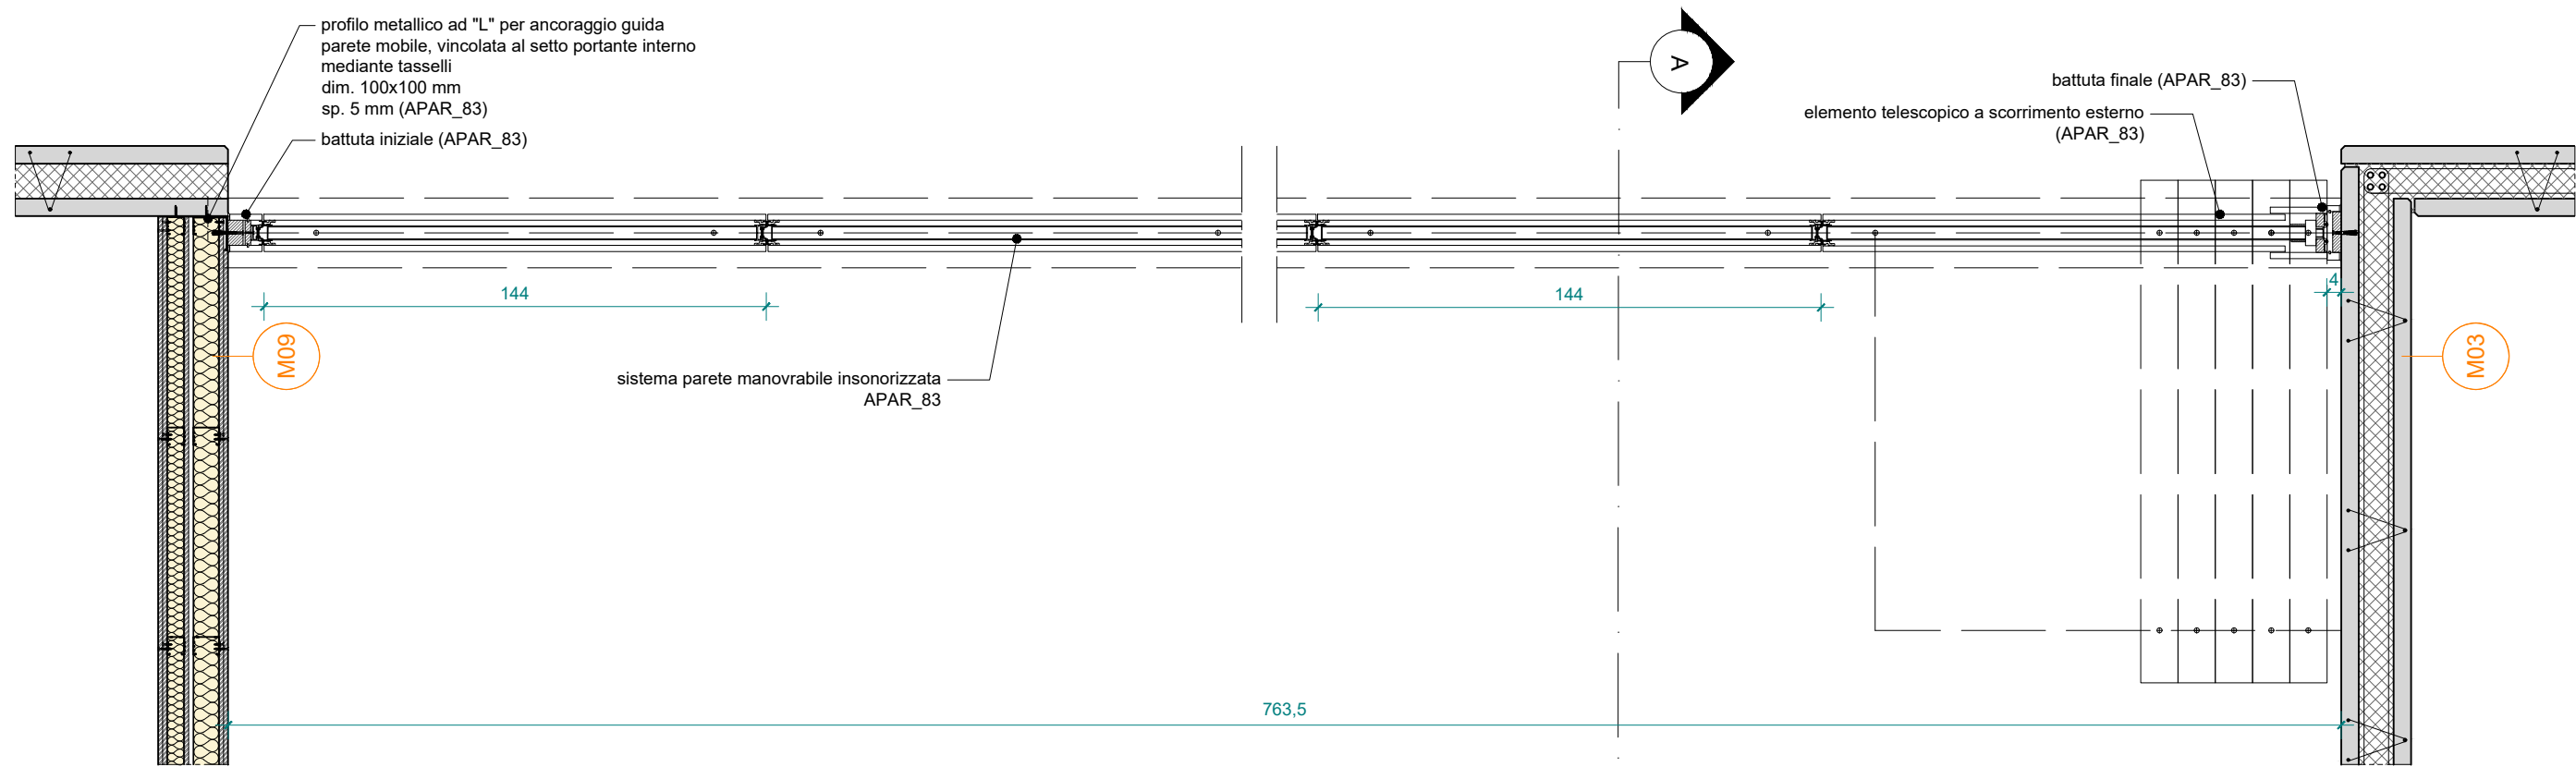 profilo metallico ad "L" per ancoraggio guida
parete mobile, vincolata al setto portante interno
mediante tasselli
dim. 100x100 mm
sp. 5 mm (APAR_83)
battuta iniziale (APAR_83)
A
battuta finale (APAR_83)
elemento telescopico a scorrimento esterno
(APAR_83)
144
144
4
M09
M03
sistema parete manovrabile insonorizzata
APAR_83
763,5